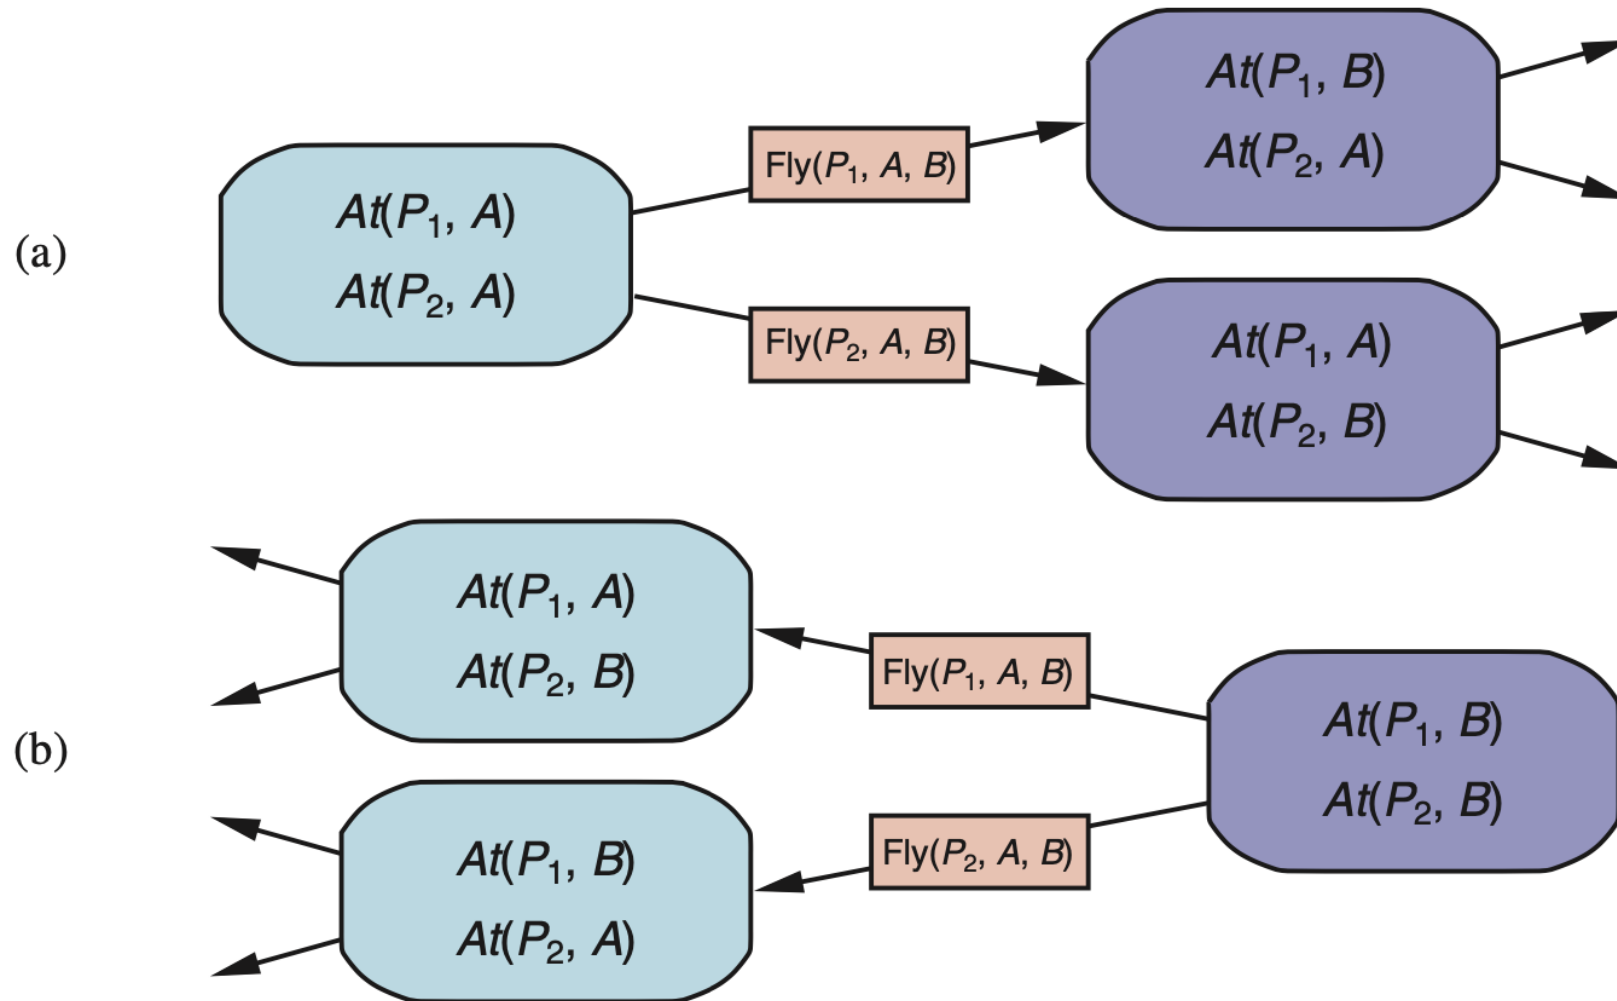 (a)
At(P₁, A)
At(P₂, A)
Fly(P₁, A, B)
Fly(P₂, A, B)
At(P₁, B)
At(P₂, A)
At(P₁, A)
At(P₂, B)
(b)
At(P₁, A)
At(P₂, B)
At(P₁, B)
At(P₂, A)
Fly(P₁, A, B)
Fly(P₂, A, B)
At(P₁, B)
At(P₂, B)